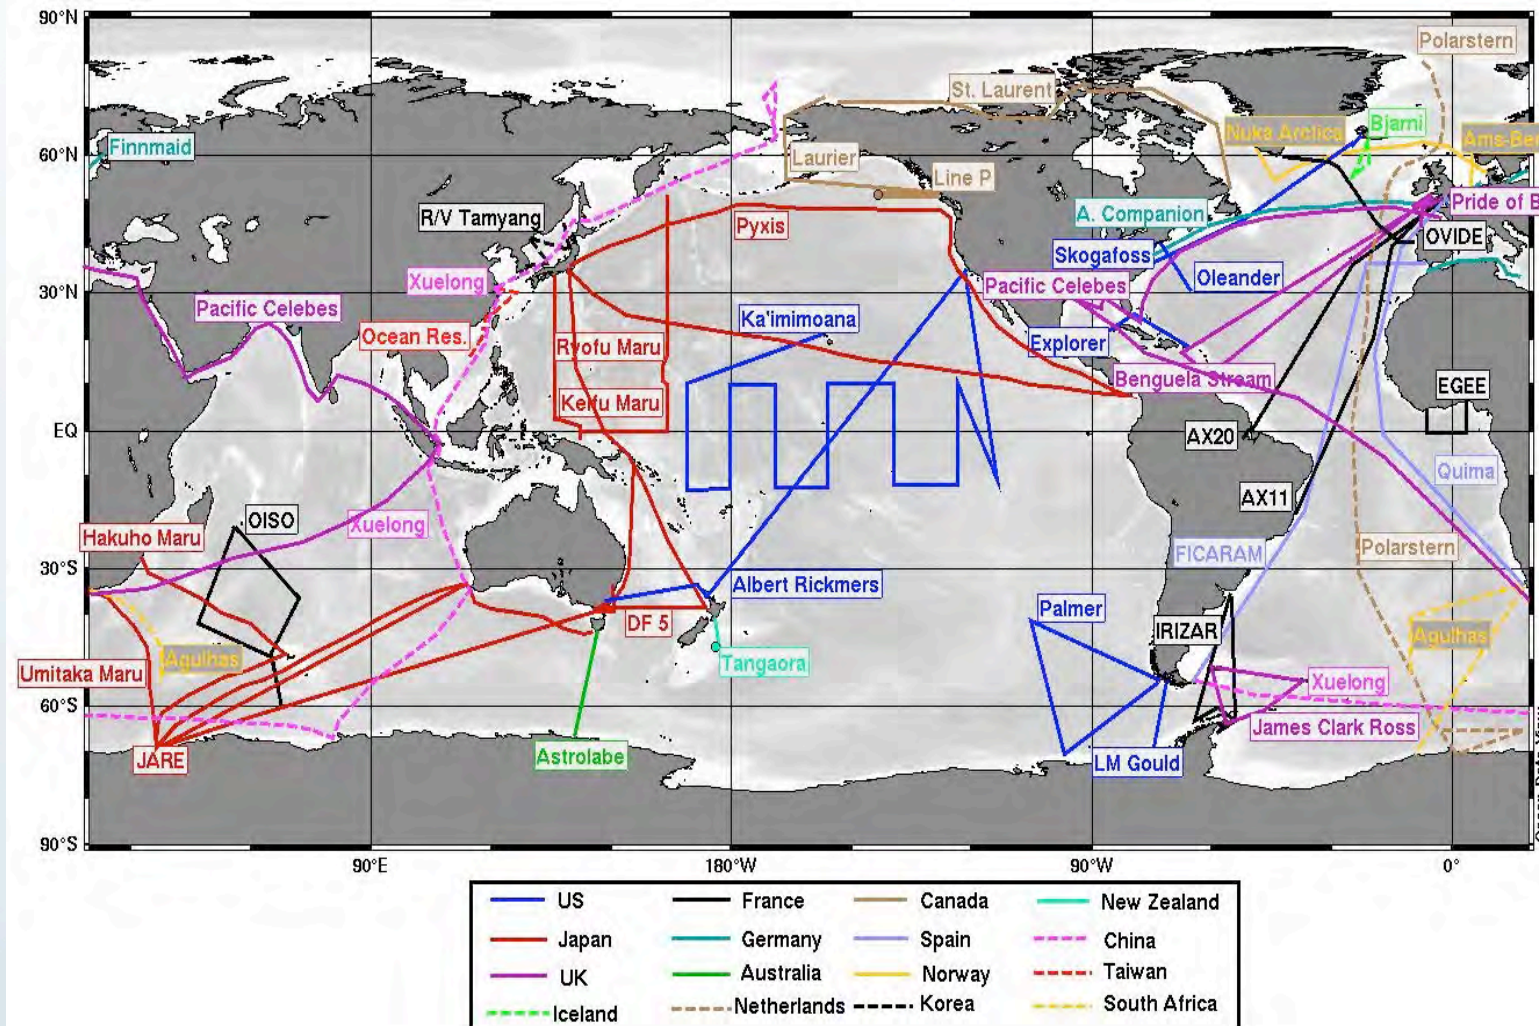 90°N
Polarstern
St. Laurent
Nuka Arctica
Bjarni
Ams-Ber
Finnmaid
60°N
Laurier
Line P
R/V Tamyang
Pyxis
A. Companion
Pride of B
OVIDE
Skogafoss
Oleander
Xuelong
Pacific Celebes
30°N
Pacific Celebes
Ocean Res.
Ka'imimoana
Ryofu Maru
Explorer
Benguela Stream
Keifu Maru
EGEE
EQ
AX20
Quima
AX11
OISO
Xuelong
Hakuho Maru
FICARAM
Polarstern
30°S
Albert Rickmers
Palmer
DF 5
IRIZAR
Agulhas
Agulhas
Tangaora
Umitaka Maru
Xuelong
60°S
James Clark Ross
JARE
Astrolabe
LM Gould
90°S
90°E
180°W
90°W
0°
US
France
Canada
New Zealand
Japan
Germany
Spain
China
UK
Australia
Norway
Taiwan
Iceland
Netherlands
Korea
South Africa